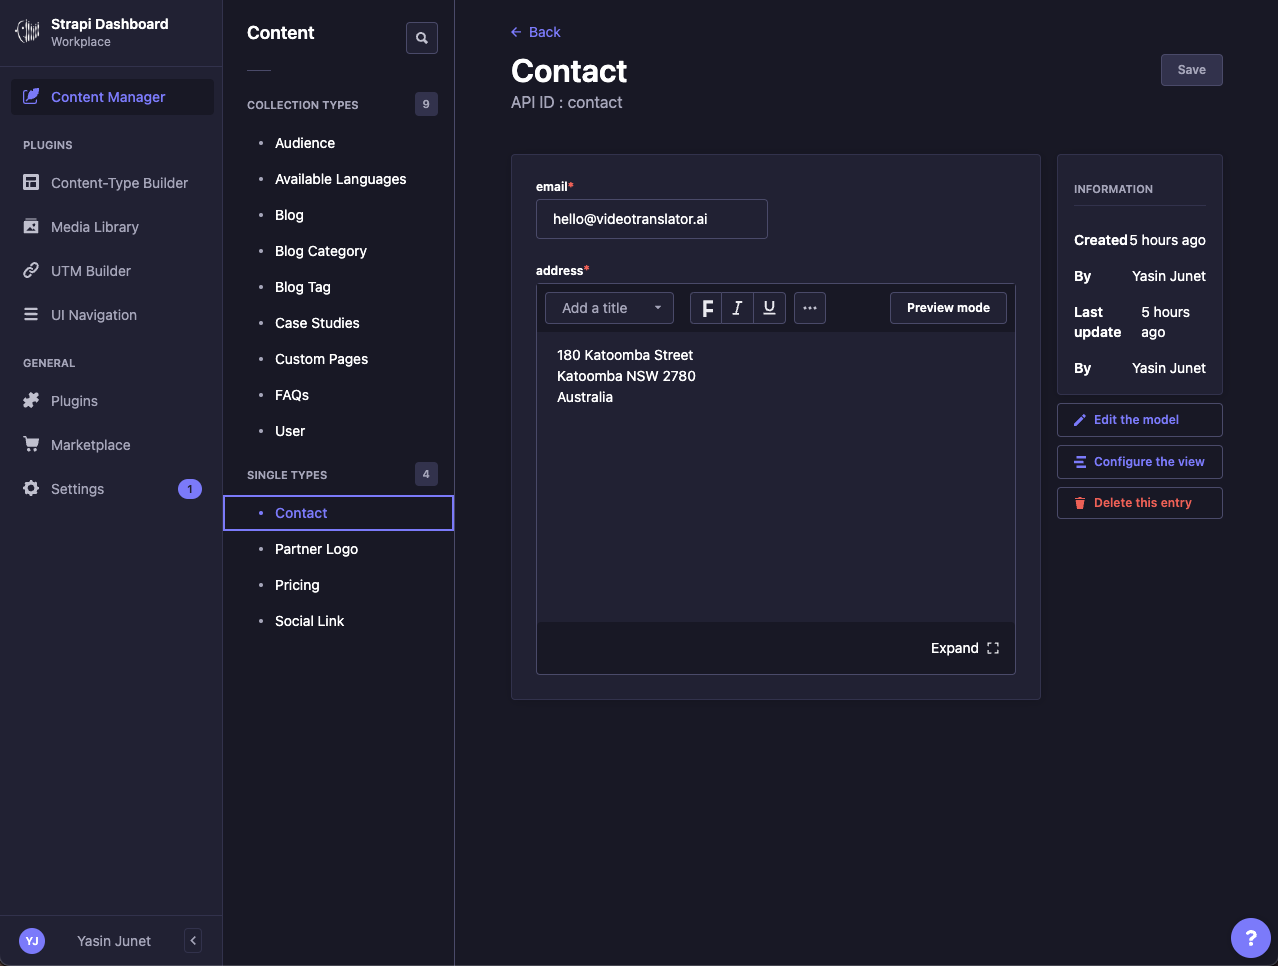 Strapi Dashboard
Workplace
Content Manager
PLUGINS
Content-Type Builder
Media Library
UTM Builder
UI Navigation
GENERAL
Plugins
Marketplace
Settings
1
YJ
Yasin Junet
Content
COLLECTION TYPES
9
Audience
Available Languages
Blog
Blog Category
Blog Tag
Case Studies
Custom Pages
FAQs
User
SINGLE TYPES
4
Contact
Partner Logo
Pricing
Social Link
Back
Contact
API ID : contact
Save
email*
hello@videotranslator.ai
address*
Add a title
F I U ...
Preview mode
180 Katoomba Street
Katoomba NSW 2780
Australia
Expand
INFORMATION
Created 5 hours ago
By Yasin Junet
Last update 5 hours ago
By Yasin Junet
Edit the model
Configure the view
Delete this entry
?